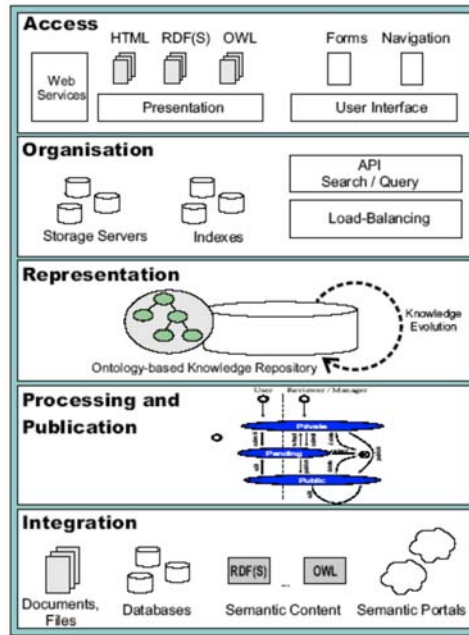 Access
HTML RDF(S) OWL Forms Navigation
Web
Services
Presentation
User Interface
Organisation
API
Search / Query
Load-Balancing
Storage Servers
Indexes
Representation
Knowledge
Evolution
Ontology-based Knowledge Repository
Processing and
Publication
User
Reviewer / Manager
Private
Pending
Public
Integration
RDF(S)
...
OWL
Documents,
Files
Databases
Semantic Content
Semantic Portals